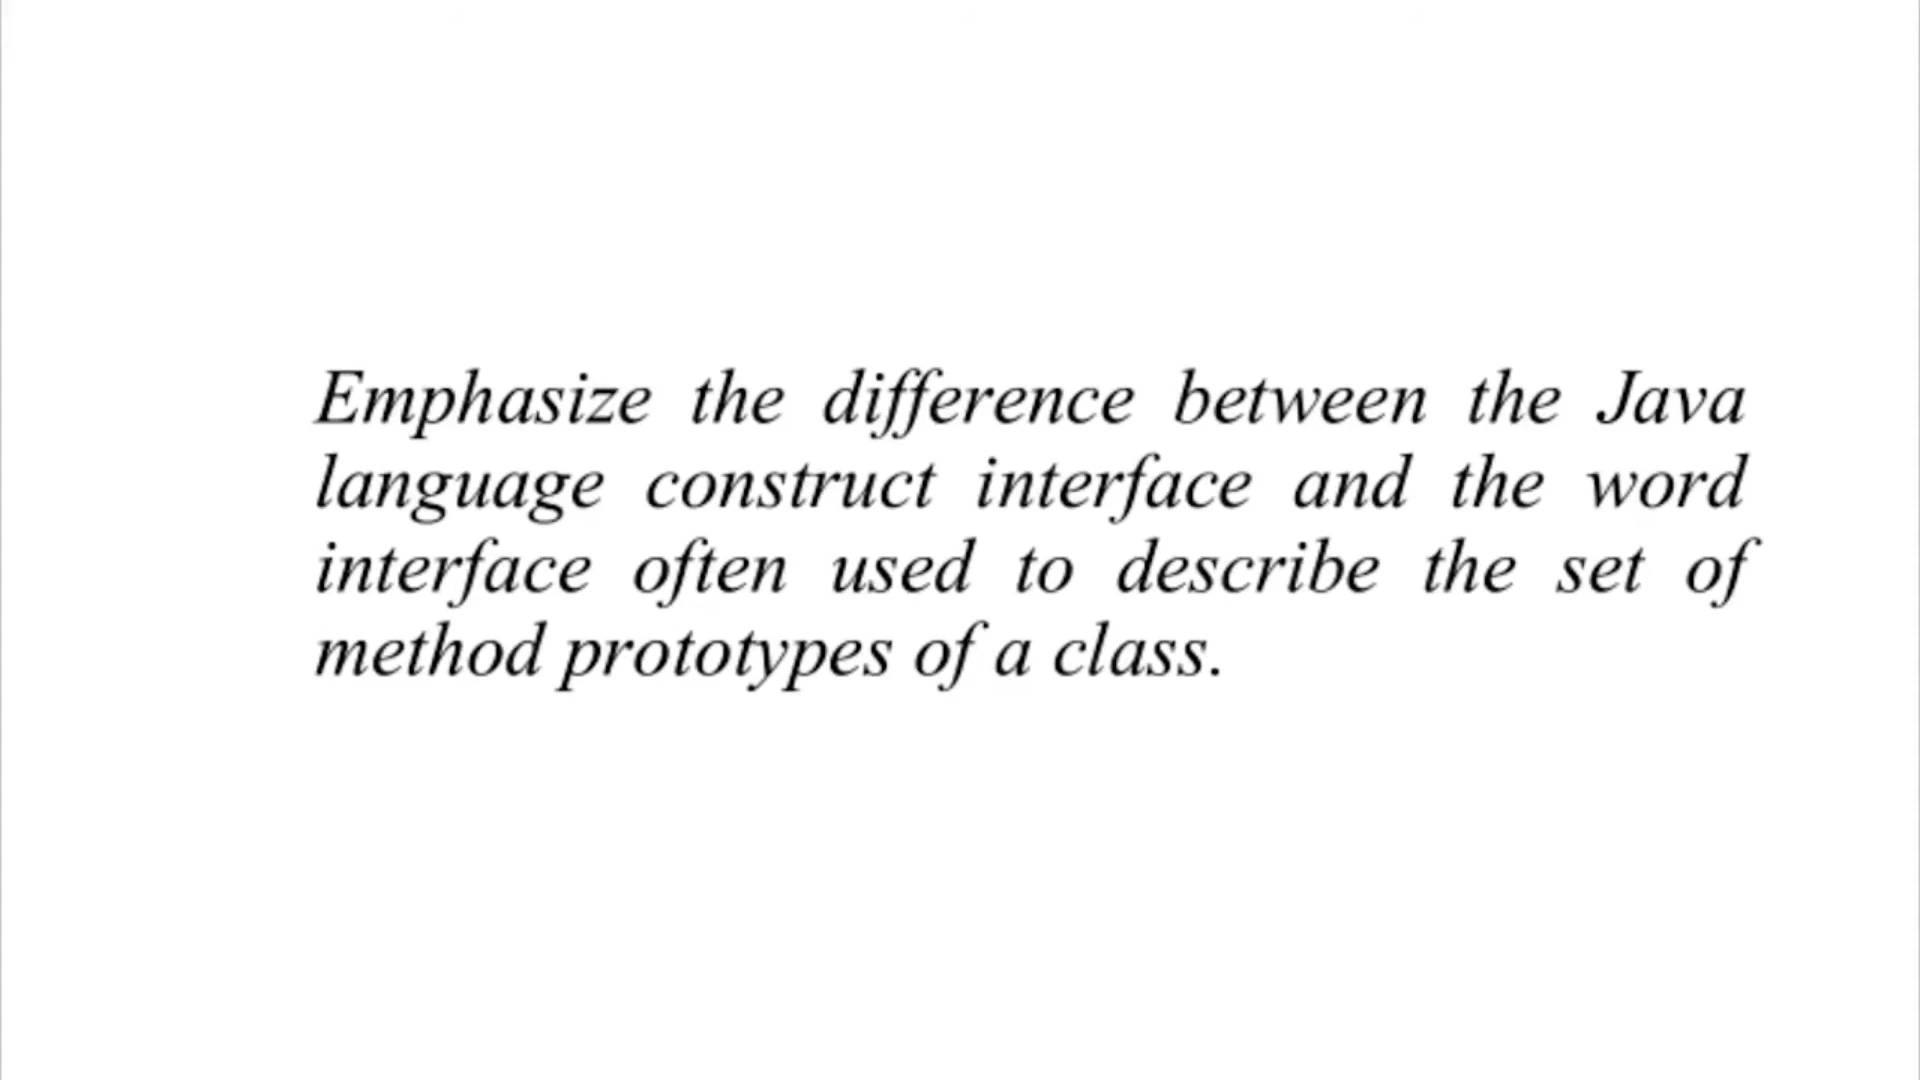 Emphasize the difference between the Java
language construct interface and the word
interface often used to describe the set of
method prototypes of a class.